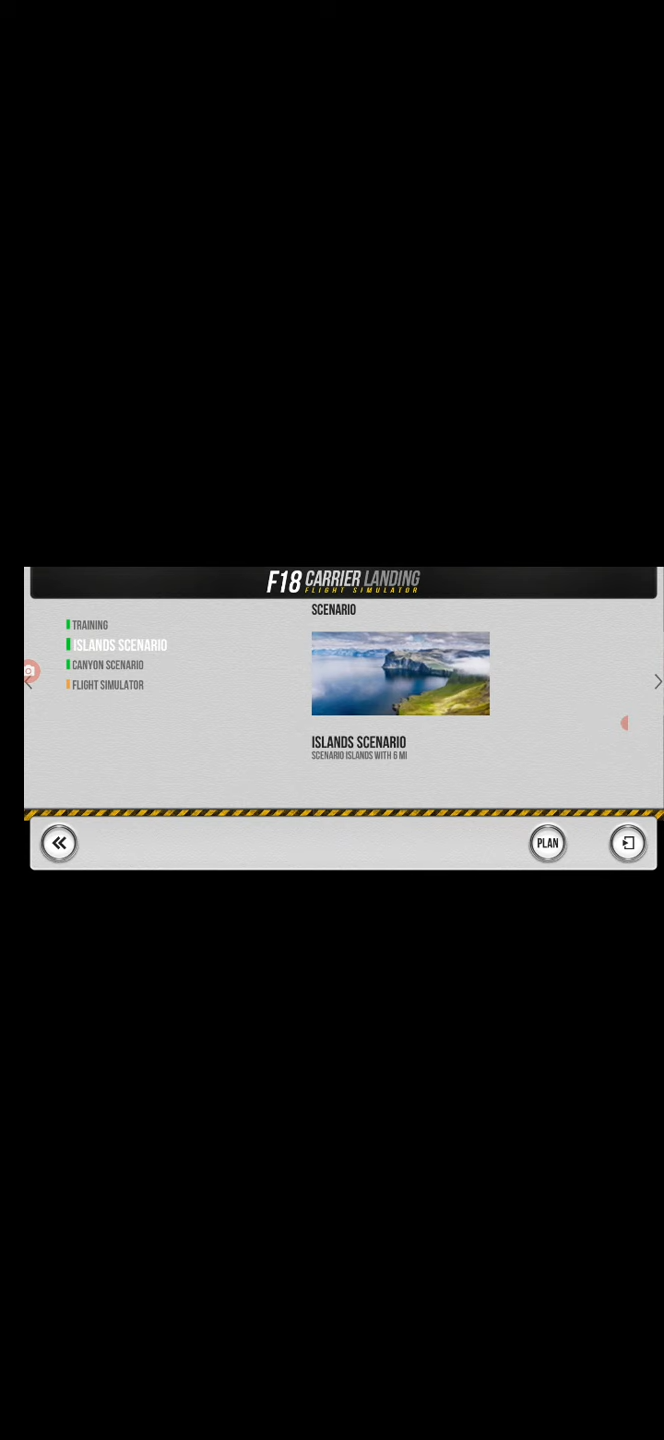 F18 CARRIER LANDING
FLIGHT SIMULATOR
TRAINING
ISLANDS SCENARIO
CANYON SCENARIO
FLIGHT SIMULATOR
SCENARIO
ISLANDS SCENARIO
SCENARIO ISLANDS WITH 6 MI
PLAN